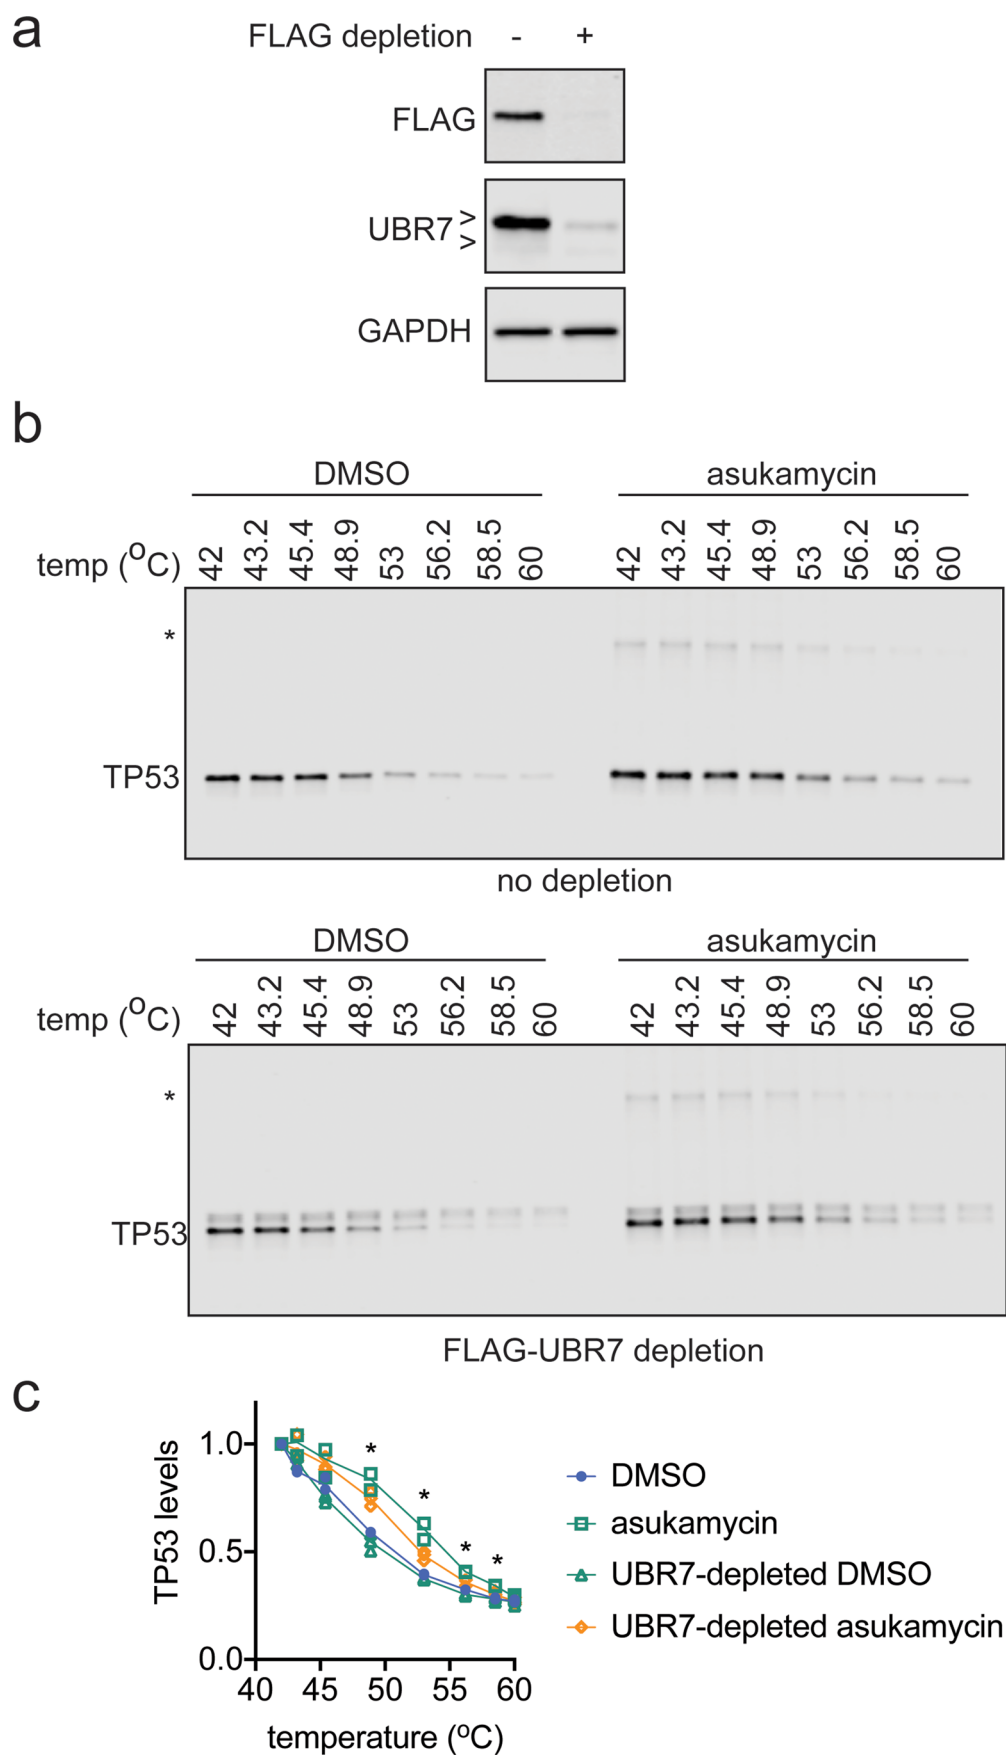 a
FLAG depletion - +
FLAG
UBR7 >
>
GAPDH
b
DMSO asukamycin
temp (°C) 42 43.2 45.4 48.9 53 56.2 58.5 60 42 43.2 45.4 48.9 53 56.2 58.5 60
*
TP53
no depletion
DMSO asukamycin
temp (°C) 42 43.2 45.4 48.9 53 56.2 58.5 60 42 43.2 45.4 48.9 53 56.2 58.5 60
*
TP53
FLAG-UBR7 depletion
c
TP53 levels
1.0
0.5
0.0
* * * *
40 45 50 55 60
temperature (°C)
DMSO
asukamycin
UBR7-depleted DMSO
UBR7-depleted asukamycin